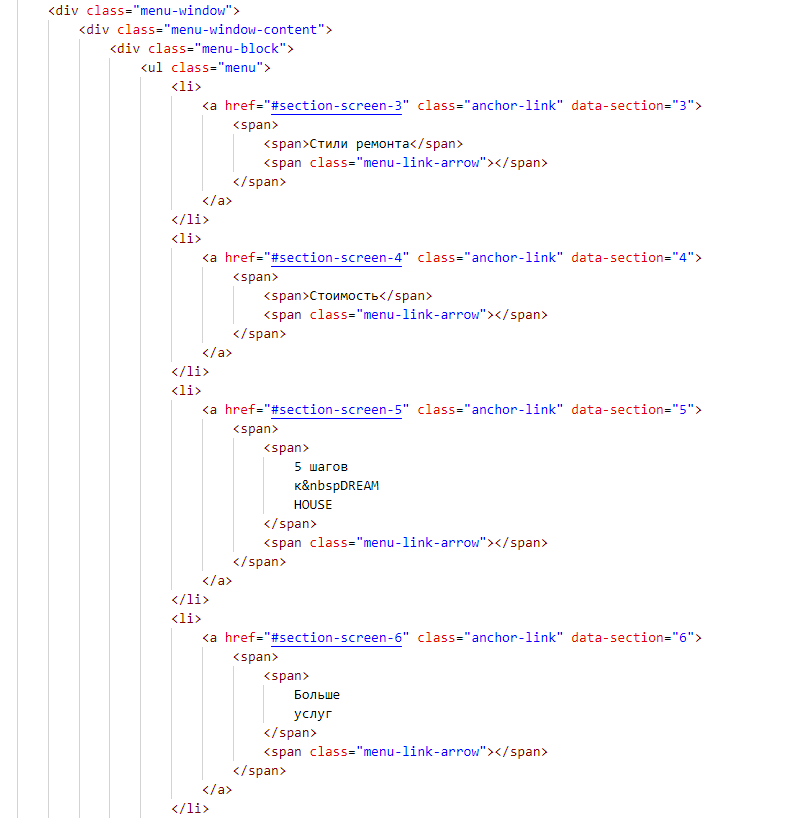 <div class="menu-window">
<div class="menu-window-content">
<div class="menu-block">
<ul class="menu">
<li>
<a href="#section-screen-3" class="anchor-link" data-section="3">
<span>
<span>Стили ремонта</span>
<span class="menu-link-arrow"></span>
</span>
</a>
</li>
<li>
<a href="#section-screen-4" class="anchor-link" data-section="4">
<span>
<span>Стоимость</span>
<span class="menu-link-arrow"></span>
</span>
</a>
</li>
<li>
<a href="#section-screen-5" class="anchor-link" data-section="5">
<span>
<span>
5 шагов
к&nbspDREAM
HOUSE
</span>
<span class="menu-link-arrow"></span>
</span>
</a>
</li>
<li>
<a href="#section-screen-6" class="anchor-link" data-section="6">
<span>
<span>
Больше
услуг
</span>
<span class="menu-link-arrow"></span>
</span>
</a>
</li>